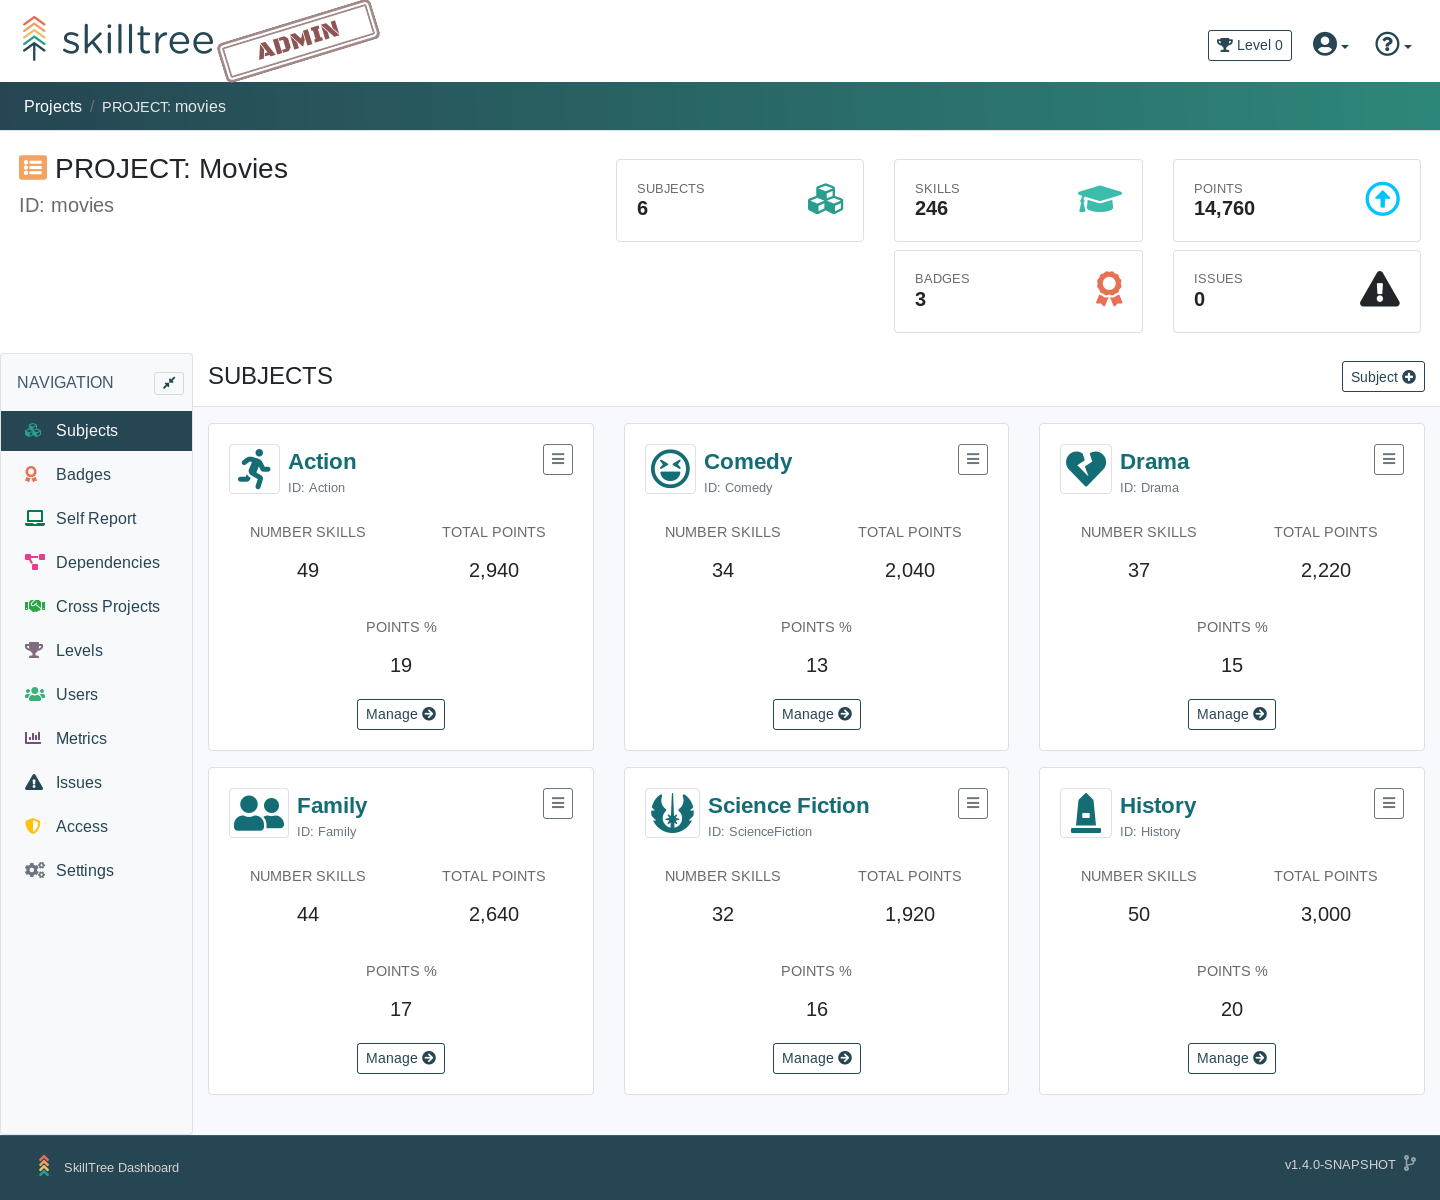 skilltree
ADMIN
Level 0
Projects / PROJECT: movies
PROJECT: Movies
ID: movies
SUBJECTS
6
SKILLS
246
POINTS
14,760
BADGES
3
ISSUES
0
NAVIGATION
Subjects
Badges
Self Report
Dependencies
Cross Projects
Levels
Users
Metrics
Issues
Access
Settings
SUBJECTS
Subject
Action
ID: Action
NUMBER SKILLS
49
TOTAL POINTS
2,940
POINTS %
19
Manage
Comedy
ID: Comedy
NUMBER SKILLS
34
TOTAL POINTS
2,040
POINTS %
13
Manage
Drama
ID: Drama
NUMBER SKILLS
37
TOTAL POINTS
2,220
POINTS %
15
Manage
Family
ID: Family
NUMBER SKILLS
44
TOTAL POINTS
2,640
POINTS %
17
Manage
Science Fiction
ID: ScienceFiction
NUMBER SKILLS
32
TOTAL POINTS
1,920
POINTS %
16
Manage
History
ID: History
NUMBER SKILLS
50
TOTAL POINTS
3,000
POINTS %
20
Manage
SkillTree Dashboard
v1.4.0-SNAPSHOT